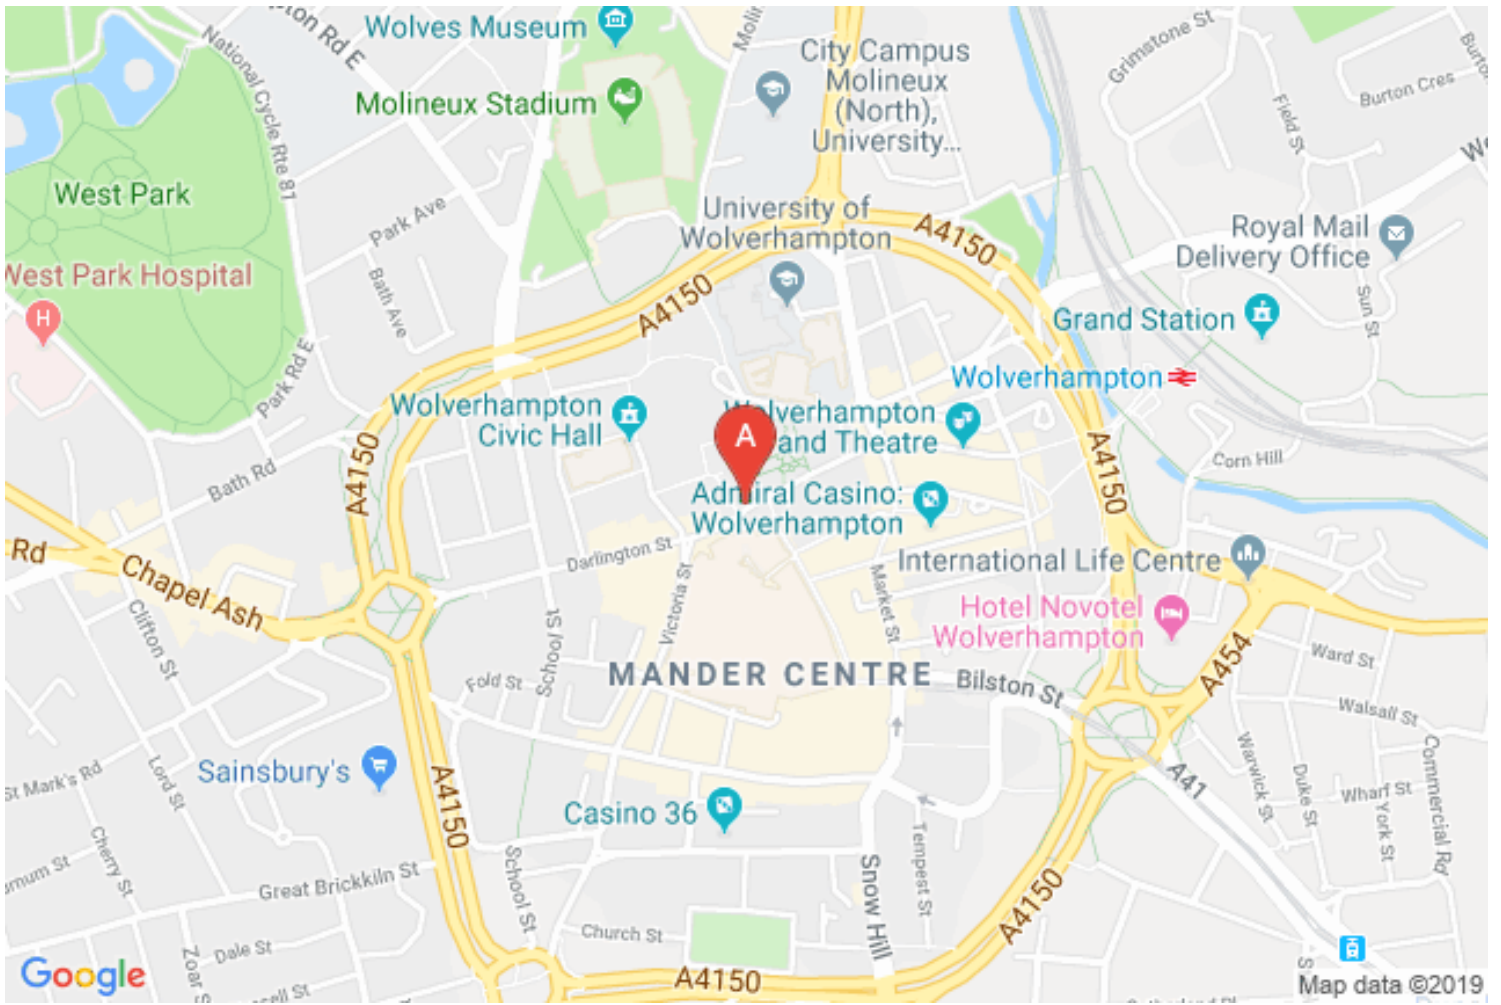 Wolves Museum
Molineux Stadium
City Campus
Molineux
(North),
University...
National Cycle Rte 81
Grimstone St
Field St
Burton Cres
West Park
Park Ave
Bath Ave
West Park Hospital
H
Park Rd E
University of
Wolverhampton
A4150
A4150
Royal Mail
Delivery Office
Sun St
Grand Station
Wolverhampton
Wolverhampton
Civic Hall
A
Wolverhampton
and Theatre
Admiral Casino:
Wolverhampton
A4150
A4150
Bath Rd
Corn Hill
Rd
Chapel Ash
Darlington St
International Life Centre
Hotel Novotel
Wolverhampton
Clifton St
School St
Victoria St
Market St
A454
Ward St
Fold St
MANDER CENTRE
Bilston St
Walsall St
Sainsbury's
St Mark's Rd
Lord St
A4150
Casino 36
A41
Warwick St
Duke St
Wharf St
York St
Commercial Rd
Cherry St
Great Brickkiln St
School St
Snow Hill
Tempest St
A4150
Church St
Dale St
Zoar S
A4150
Google
Map data ©2019